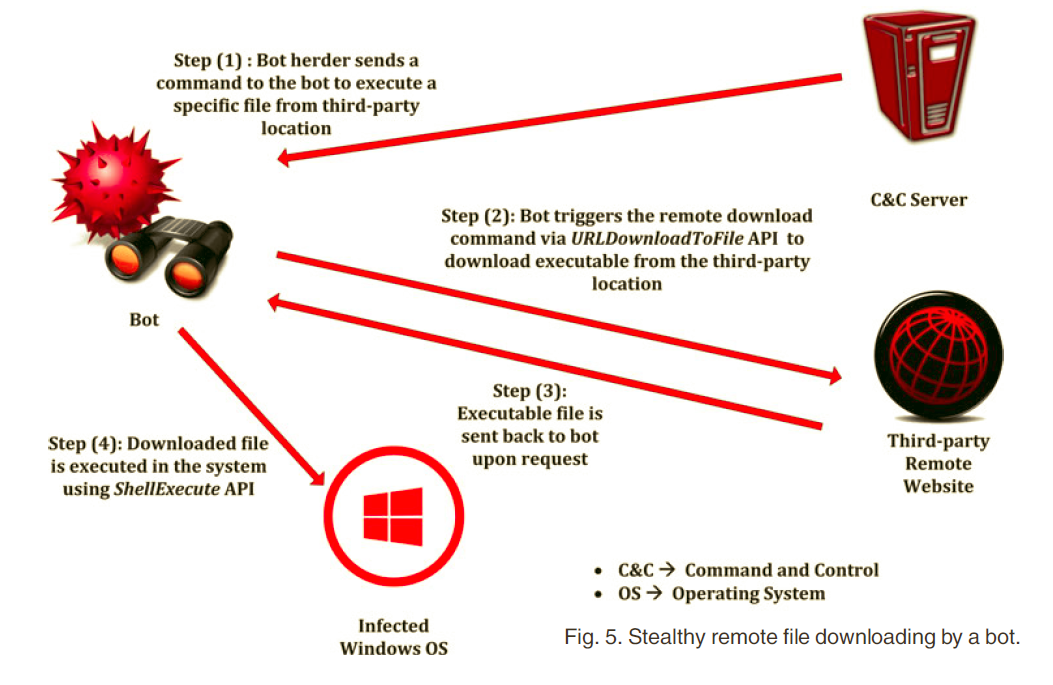 Step (1) : Bot herder sends a
command to the bot to execute a
specific file from third-party
location
C&C Server
Step (2): Bot triggers the remote download
command via URLDownloadToFile API to
download executable from the third-party
location
Bot
Step (3):
Executable file is
sent back to bot
upon request
Third-party
Remote
Website
Step (4): Downloaded file
is executed in the system
using ShellExecute API
Infected
Windows OS
• C&C → Command and Control
• OS → Operating System
Fig. 5. Stealthy remote file downloading by a bot.